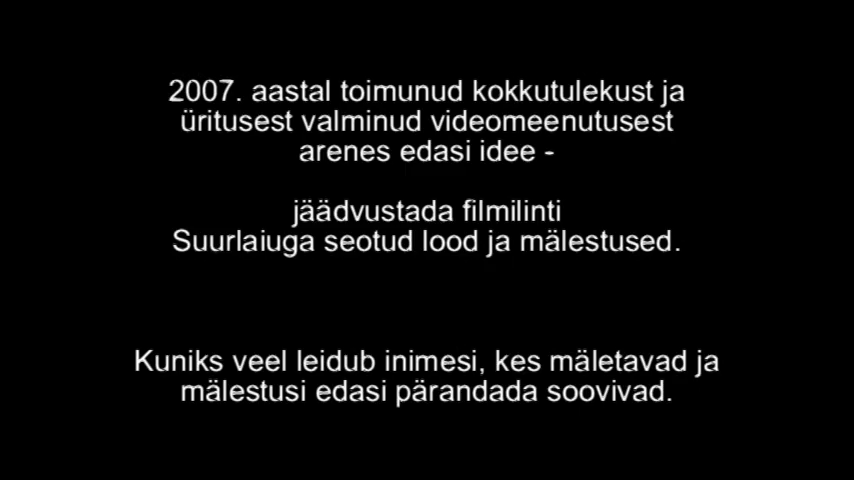 2007. aastal toimunud kokkutulekust ja
üritusest valminud videomeenutusest
arenes edasi idee -
jäädvustada filmilinti
Suurlaiuga seotud lood ja mälestused.
Kuniks veel leidub inimesi, kes mäletavad ja
mälestusi edasi pärandada soovivad.